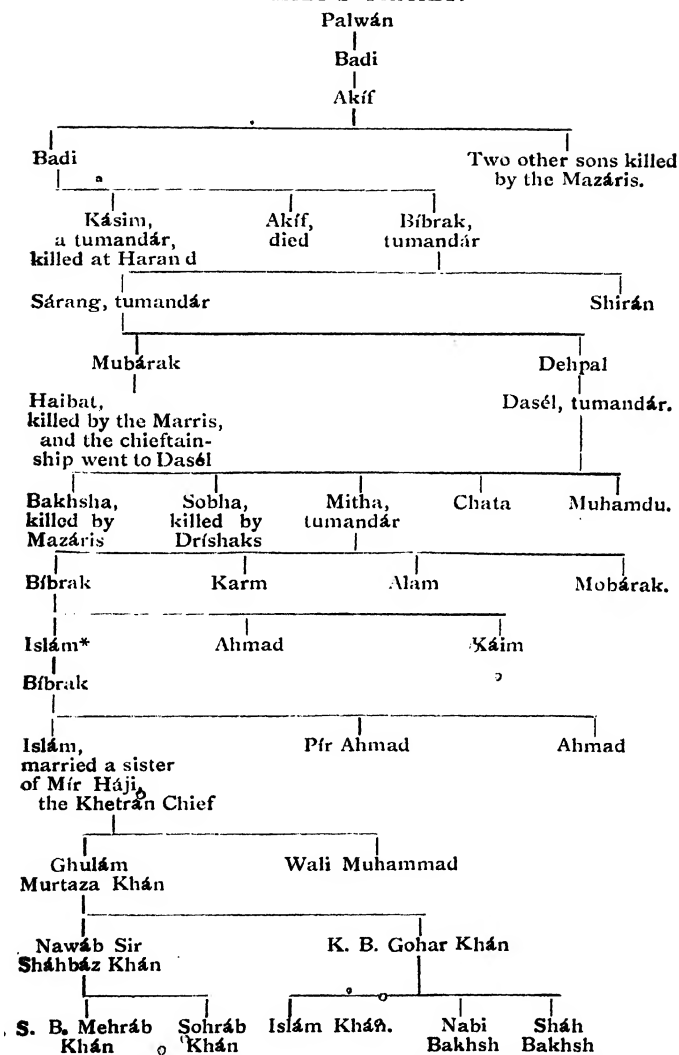 Palwán
Badi
Akíf
Badi
Two other sons killed
by the Mazáris.
Kásim,
a tumandár,
killed at Harand
Akíf,
died
Bíbrak,
tumandár
Sárang, tumandár
Shirán
Mubárak
Dehpal
Haibat,
killed by the Marris,
and the chieftain-
ship went to Dasél
Dasél, tumandár.
Bakhsha,
killed by
Mazáris
Sobha,
killed by
Dríshaks
Mitha,
tumandár
Chata
Muhamdu.
Bíbrak
Karm
Alam
Mobárak.
Islám*
Ahmad
Káim
Bíbrak
Islám,
married a sister
of Mír Háji,
the Khetrán Chief
Pír Ahmad
Ahmad
Ghulám
Murtaza Khán
Wali Muhammad
Nawáb Sir
Sháhbáz Khán
K. B. Gohar Khán
S. B. Mehráb
Khán
Sohráb
Khán
Islám Khán.
Nabi
Bakhsh
Sháh
Bakhsh